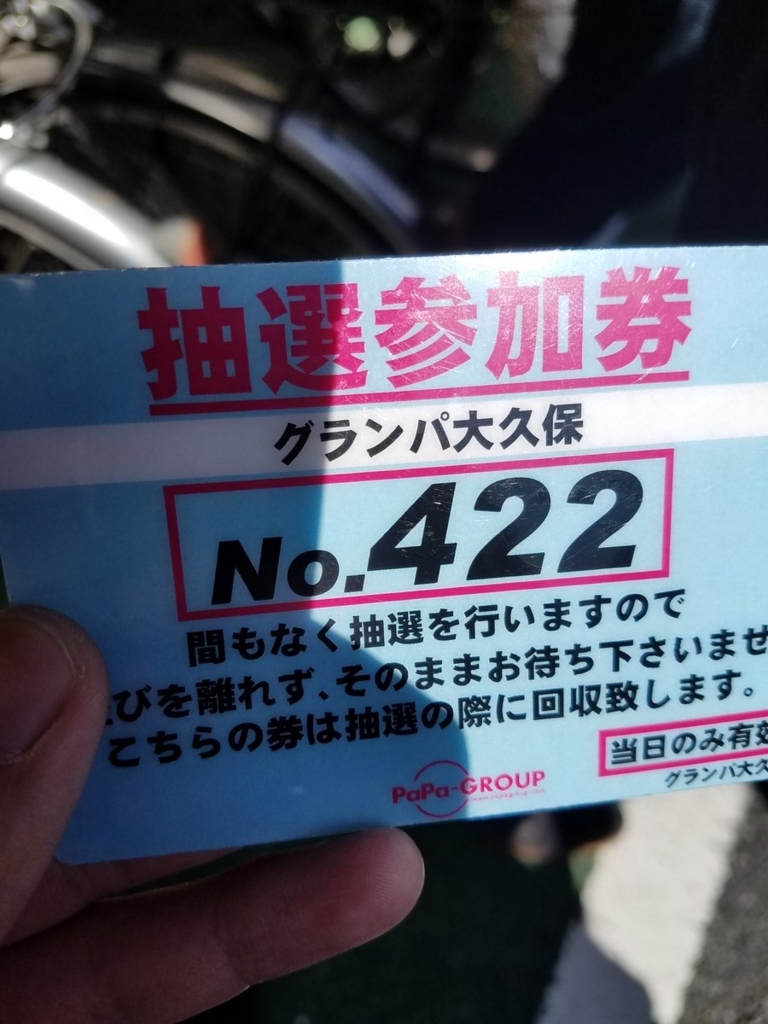 抽選参加券
グランパ大久保
No.422
間もなく抽選を行いますので
びを離れず、そのままお待ち下さいませ
こちらの券は抽選の際に回収致します。
当日のみ有効
グランパ大久
PaPa-GROUP